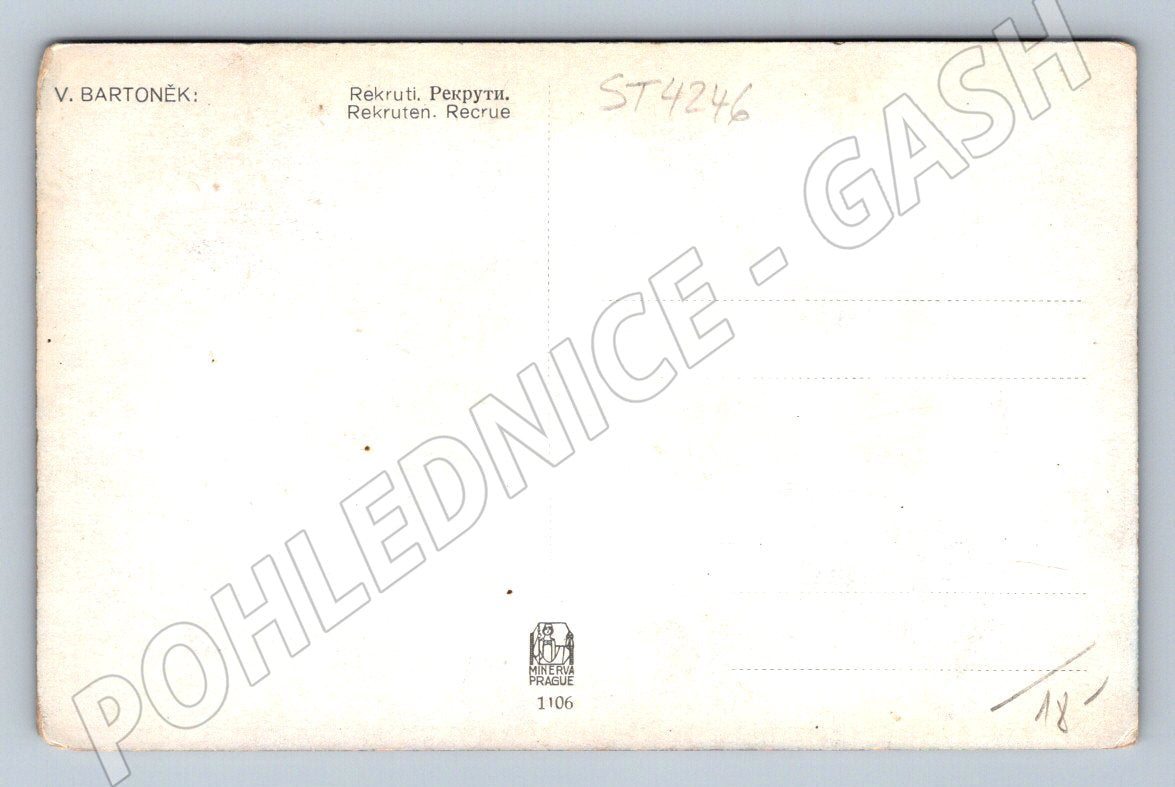 V. BARTONĚK: Rekruti. Рекрути.
Rekruten. Recrue
ST4246
POHLEDNICE - GASH
MINERVA
PRAGUE
1106
18-